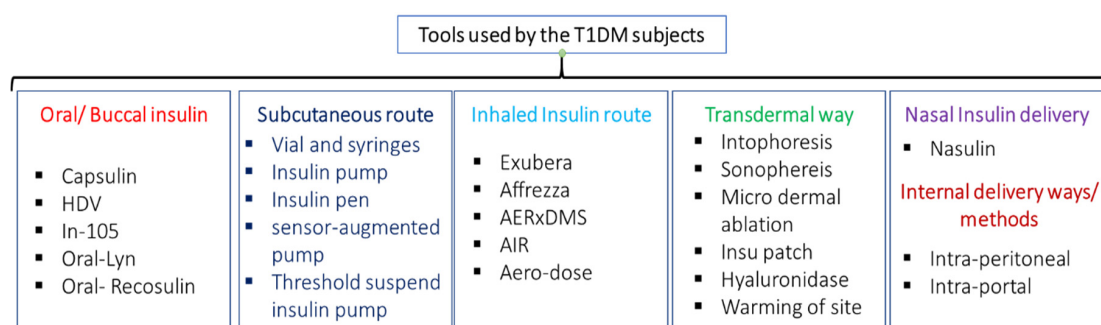 Tools used by the T1DM subjects
Oral/ Buccal insulin
Capsulin
HDV
In-105
Oral-Lyn
Oral- Recosulin
Subcutaneous route
Vial and syringes
Insulin pump
Insulin pen
sensor-augmented
pump
Threshold suspend
insulin pump
Inhaled Insulin route
Exubera
Affrezza
AERxDMS
AIR
Aero-dose
Transdermal way
Intophoresis
Sonophereis
Micro dermal
ablation
Insu patch
Hyaluronidase
Warming of site
Nasal Insulin delivery
Nasulin
Internal delivery ways/
methods
Intra-peritoneal
Intra-portal